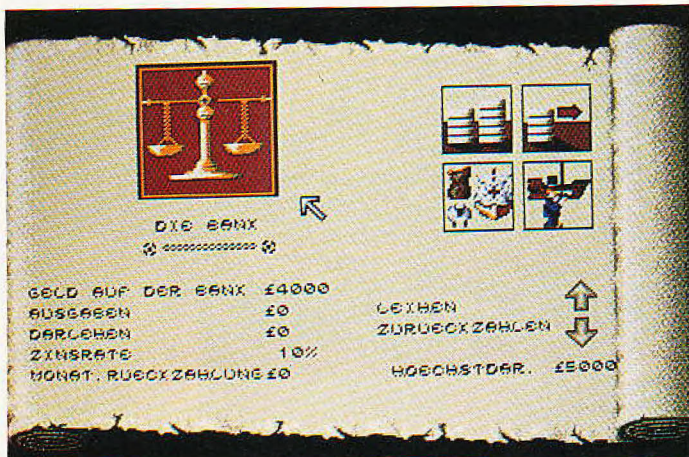 DIE BANK
GELD AUF DER BANK £4000
AUSGABEN £0
DARLEHEN £0
ZINSRATE 10%
MONAT.RUECKZAHLUNG £0
LEIHEN
ZURUECKZAHLEN
HOECHSTDAR. £5000